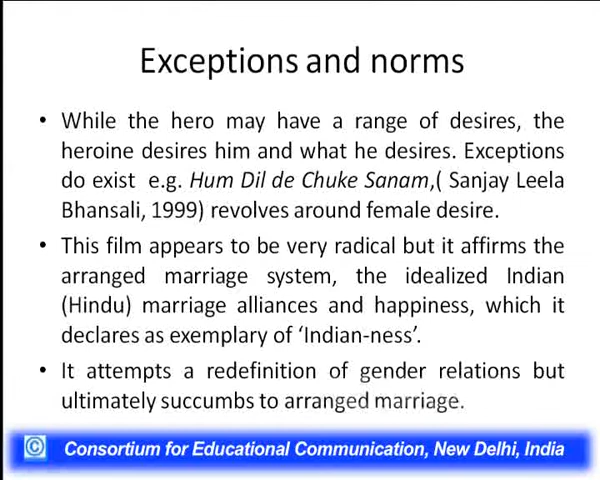 Exceptions and norms
• While the hero may have a range of desires, the
heroine desires him and what he desires. Exceptions
do exist e.g. Hum Dil de Chuke Sanam,( Sanjay Leela
Bhansali, 1999) revolves around female desire.
• This film appears to be very radical but it affirms the
arranged marriage system, the idealized Indian
(Hindu) marriage alliances and happiness, which it
declares as exemplary of ‘Indian-ness’.
• It attempts a redefinition of gender relations but
ultimately succumbs to arranged marriage.
© Consortium for Educational Communication, New Delhi, India